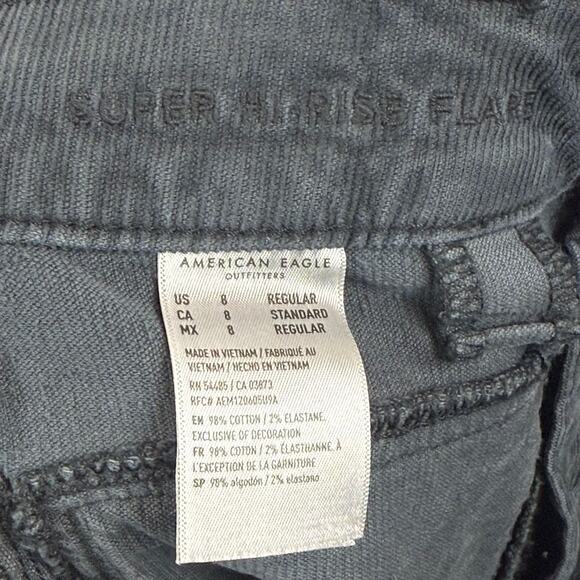 SUPER HI RISE FLARE
AMERICAN EAGLE
OUTFITTERS
US 8 REGULAR
CA 8 STANDARD
MX 8 REGULAR
MADE IN VIETNAM / FABRIQUÉ AU
VIETNAM / HECHO EN VIETNAM
RN 54485 / CA 03873
RFC# AEM120605U9A
EN 98% COTTON / 2% ELASTANE.
EXCLUSIVE OF DECORATION
FR 98% COTON / 2% ÉLASTHANNE. À
L'EXCEPTION DE LA GARNITURE
SP 98% algodón / 2% elastano